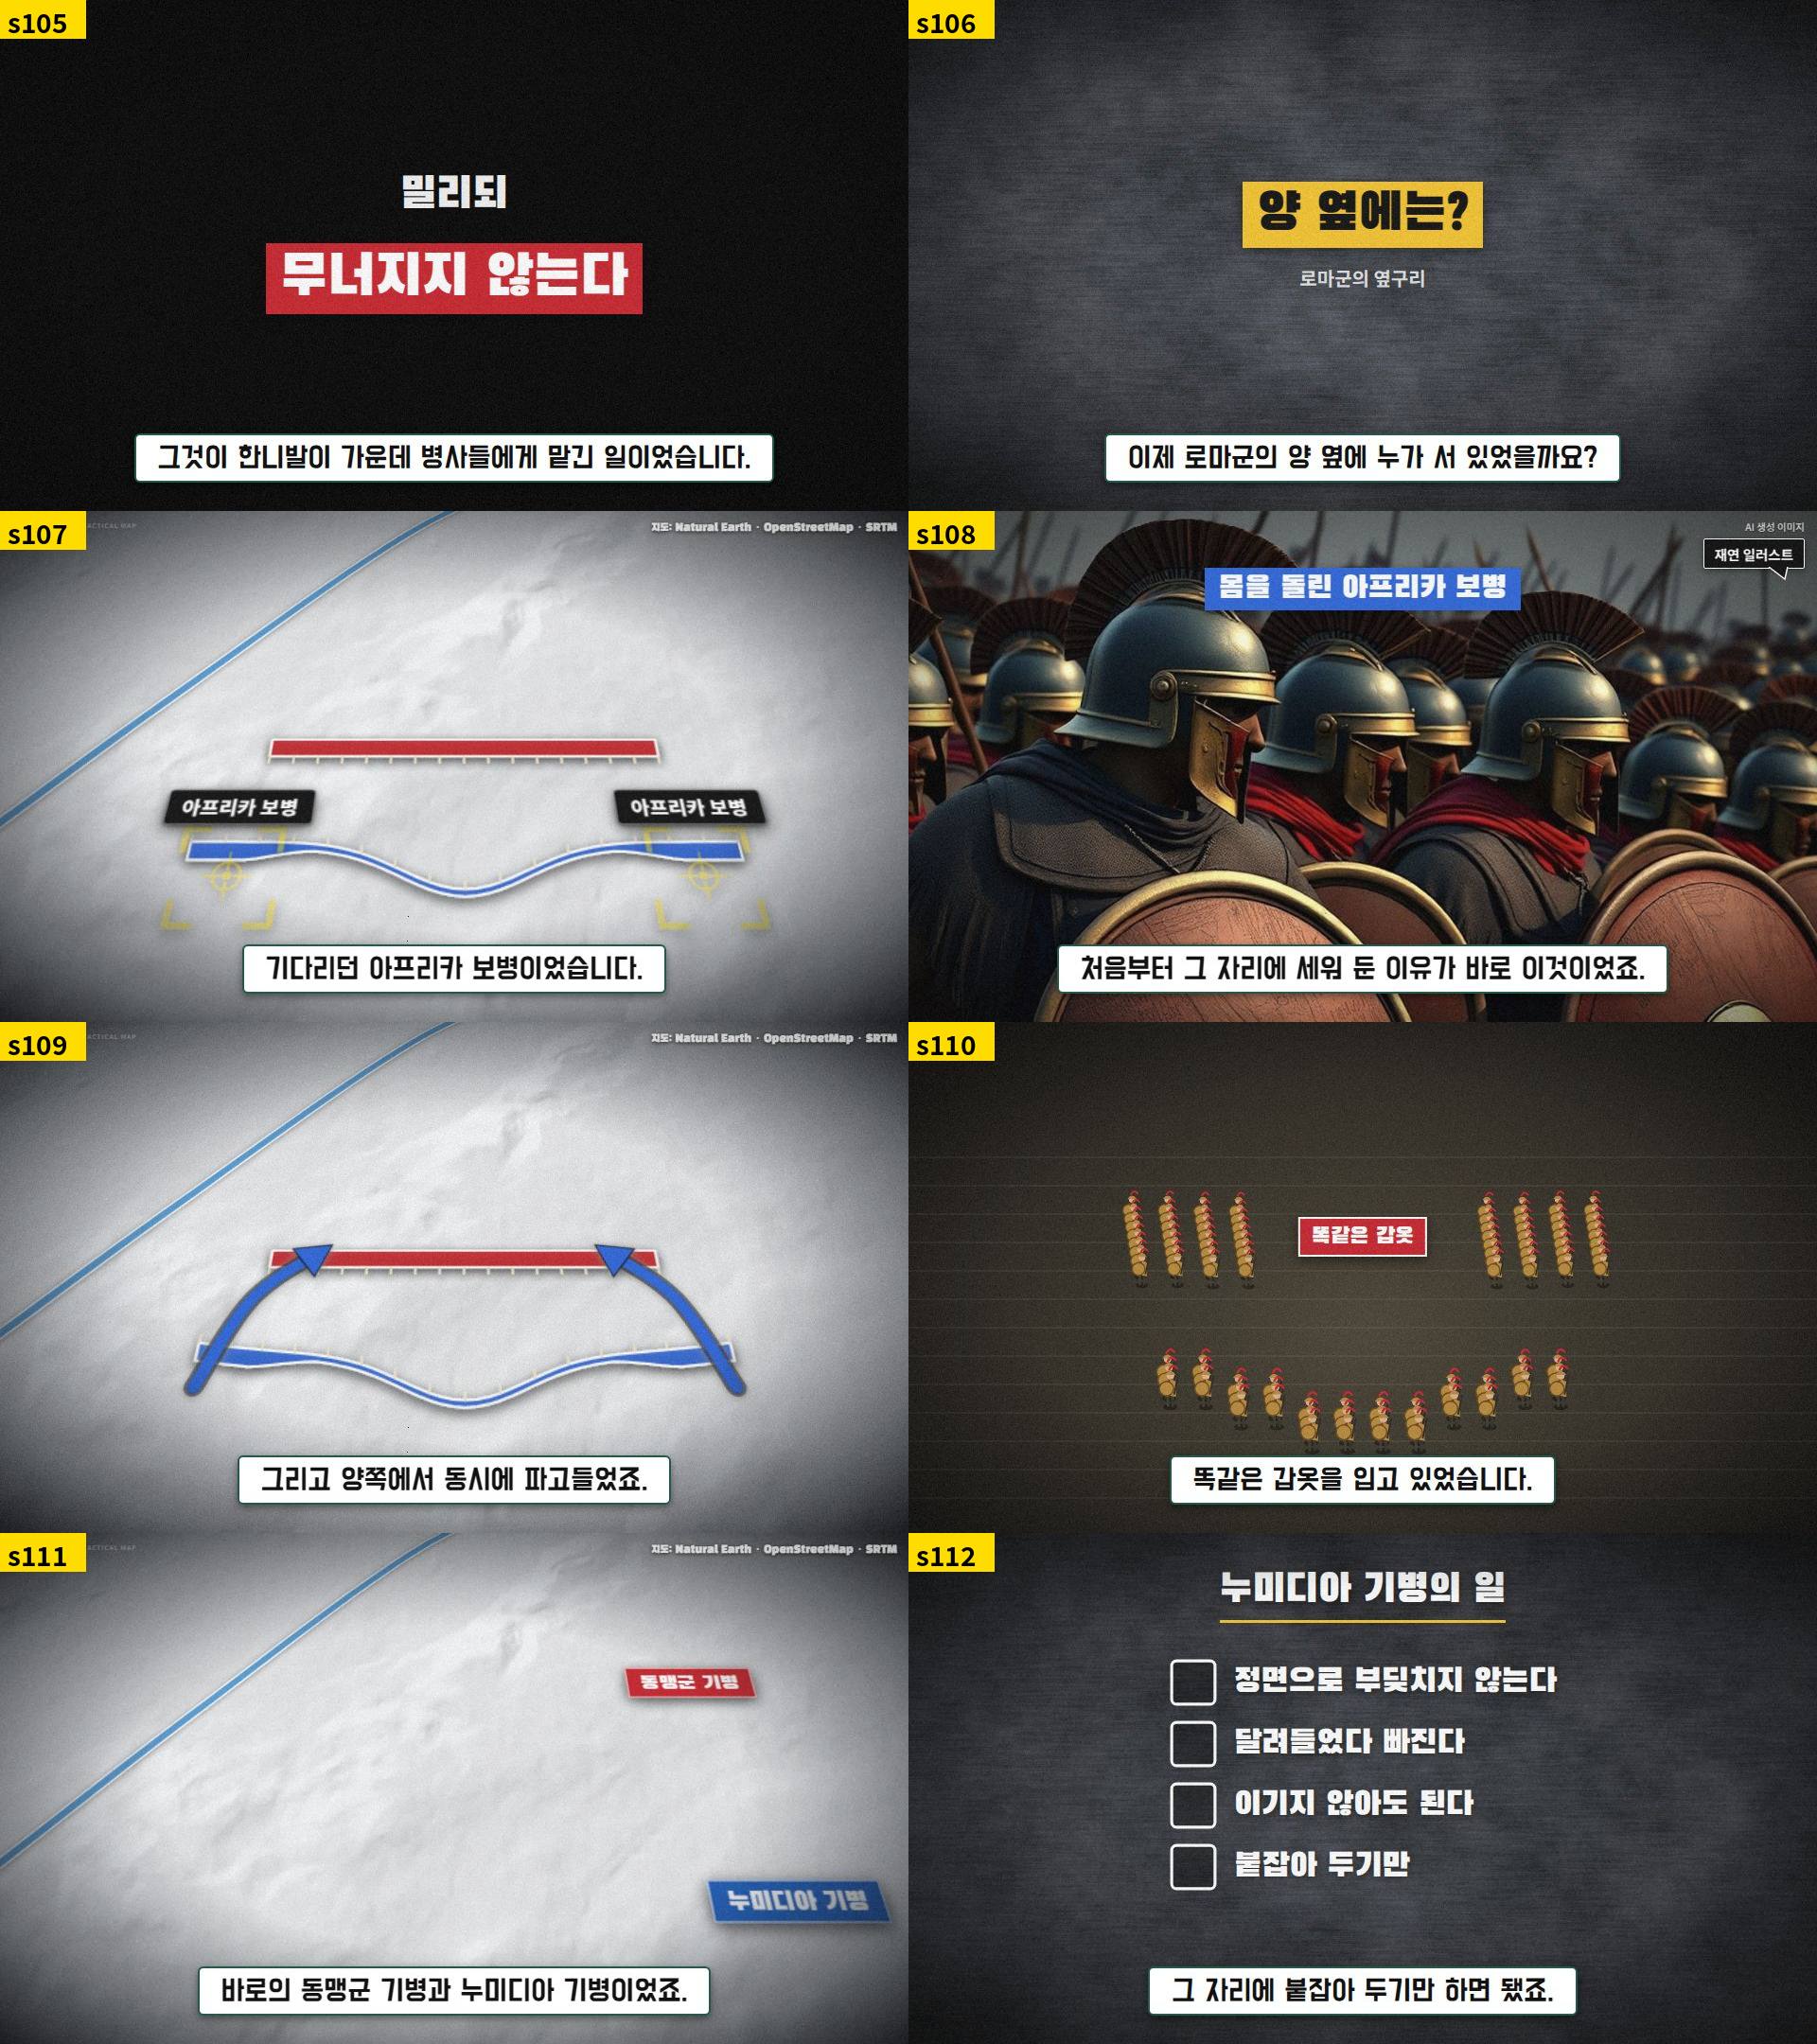 s105
밀리되
무너지지 않는다
그것이 한니발이 가운데 병사들에게 맡긴 일이었습니다.
s106
양 옆에는?
로마군의 옆구리
이제 로마군의 양 옆에 누가 서 있었을까요?
s107
ACTICAL MAP
지도: Natural Earth · OpenStreetMap · SRTM
아프리카 보병
아프리카 보병
기다리던 아프리카 보병이었습니다.
s108
AI 생성 이미지
재연 일러스트
몸을 돌린 아프리카 보병
처음부터 그 자리에 세워 둔 이유가 바로 이것이었죠.
s109
ACTICAL MAP
지도: Natural Earth · OpenStreetMap · SRTM
그리고 양쪽에서 동시에 파고들었죠.
s110
똑같은 갑옷
똑같은 갑옷을 입고 있었습니다.
s111
ACTICAL MAP
지도: Natural Earth · OpenStreetMap · SRTM
동맹군 기병
누미디아 기병
바로의 동맹군 기병과 누미디아 기병이었죠.
s112
누미디아 기병의 일
정면으로 부딪치지 않는다
달려들었다 빠진다
이기지 않아도 된다
붙잡아 두기만
그 자리에 붙잡아 두기만 하면 됐죠.